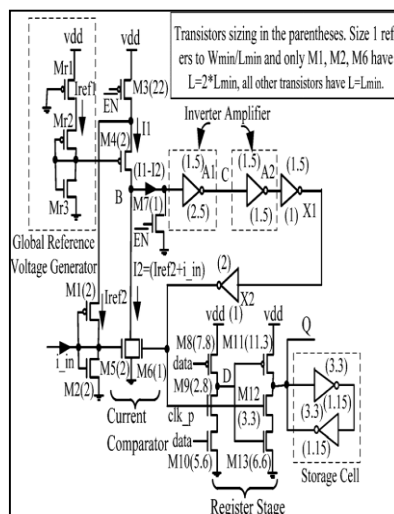 vdd
vdd
Transistors sizing in the parentheses. Size 1 ref
ers to Wmin/Lmin and only M1, M2, M6 have
L=2*Lmin, all other transistors have L=Lmin.
Mr1
Iref1
M3(22)
EN
Mr2
I1
Inverter Amplifier
M4(2)
(1.5)
(1.5)
(1.5)
(I1-I2)
A1
C
A2
B
Mr3
M7(1)
(2.5)
(1.5)
(1)
X1
EN
Global Reference
Voltage Generator
I2=(Iref2+i_in)
(2)
M1(2)
Iref2
X2
(1)
vdd
vdd
Q
i_in
M8(7.8)
M11(11.3)
M5(2)
M6(1)
data
(3.3)
M2(2)
M9(2.8)
D
M12
(3.3)
(1.15)
Current
Comparator
clk_p
(3.3)
data
(1.15)
M10(5.6)
M13(6.6)
Storage Cell
Register Stage